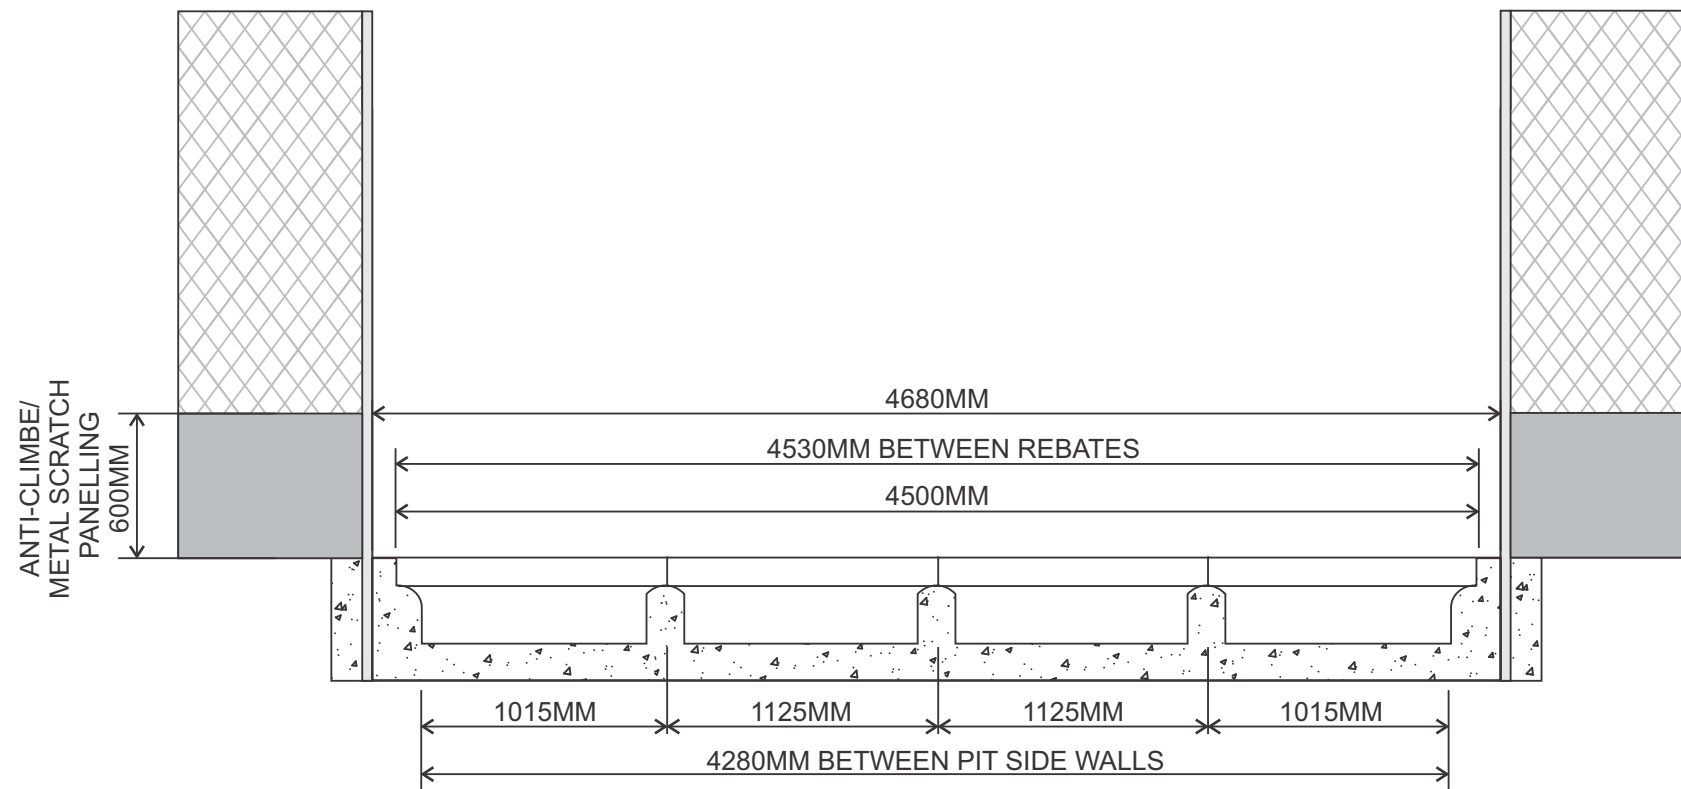 ANTI-CLIMBE/
METAL SCRATCH
PANELLING
600MM
4680MM
4530MM BETWEEN REBATES
4500MM
1015MM
1125MM
1125MM
1015MM
4280MM BETWEEN PIT SIDE WALLS